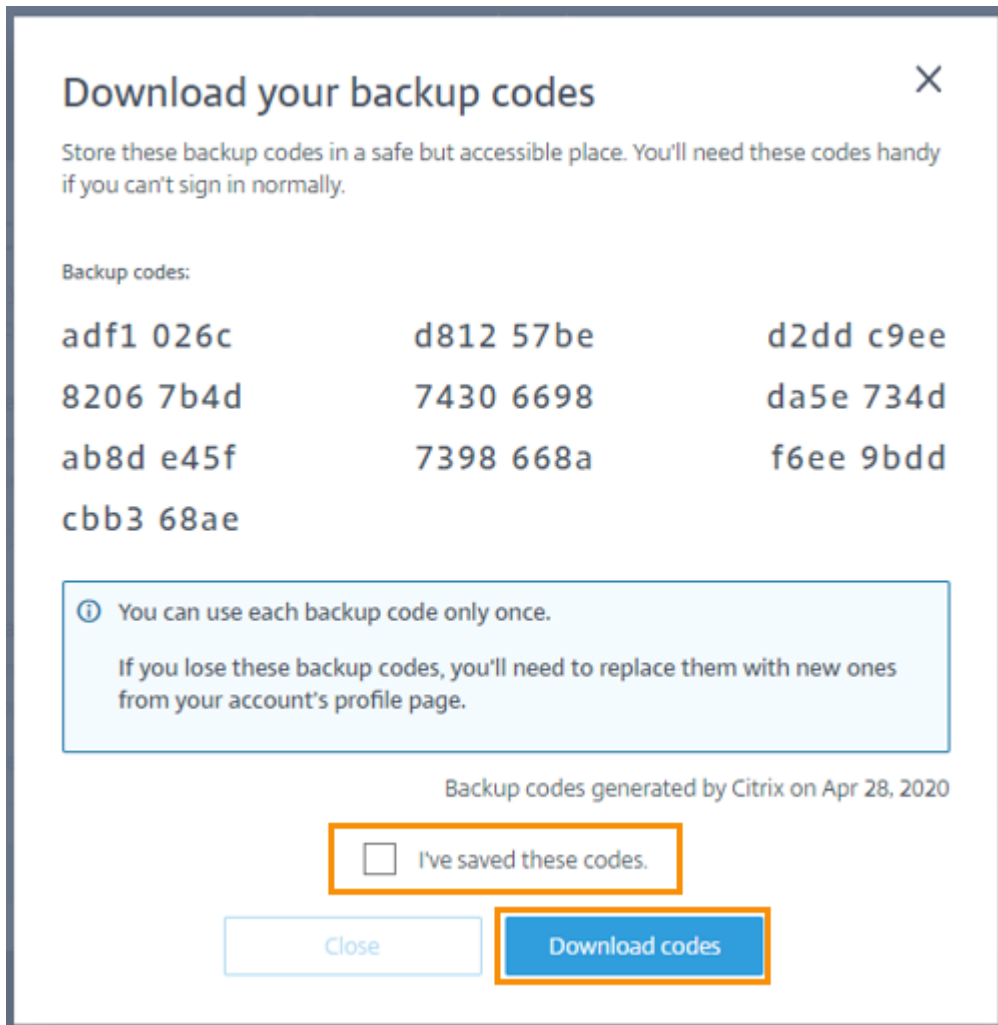 Download your backup codes
Store these backup codes in a safe but accessible place. You'll need these codes handy
if you can't sign in normally.
Backup codes:
adf1 026c d812 57be d2dd c9ee
8206 7b4d 7430 6698 da5e 734d
ab8d e45f 7398 668a f6ee 9bdd
cbb3 68ae
You can use each backup code only once.
If you lose these backup codes, you'll need to replace them with new ones
from your account's profile page.
Backup codes generated by Citrix on Apr 28, 2020
I've saved these codes.
Close Download codes